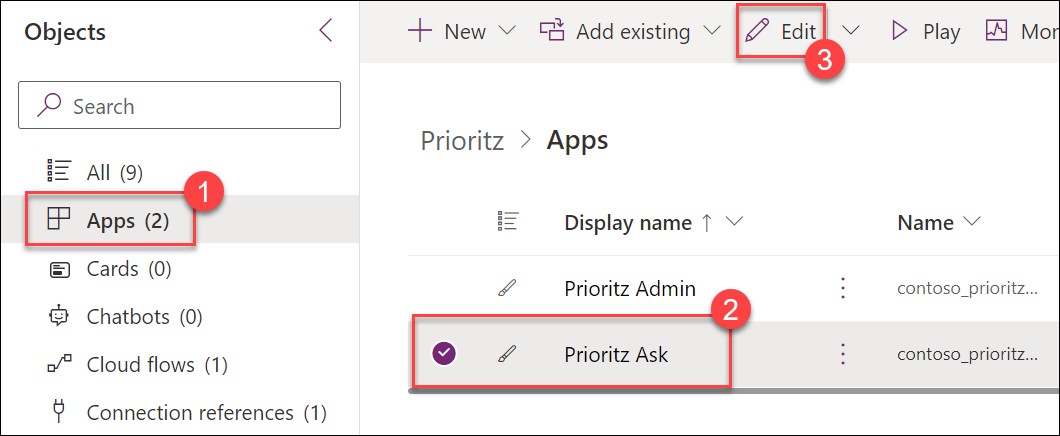 Objects
Search
All (9)
1
Apps (2)
Cards (0)
Chatbots (0)
Cloud flows (1)
Connection references (1)
New Add existing Edit Play Mor
3
Prioritz > Apps
Display name ↑ Name
Prioritz Admin contoso_prioritz...
2
Prioritz Ask contoso_prioritz...